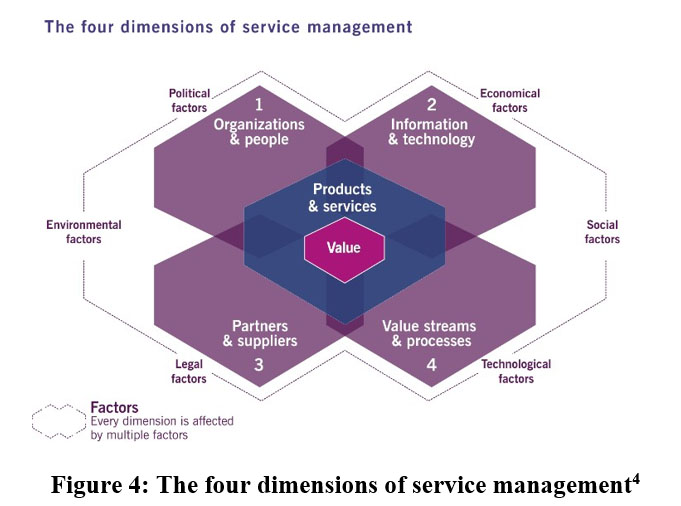 The four dimensions of service management
Political
factors
Economical
factors
1
Organizations
& people
2
Information
& technology
Products
& services
Environmental
factors
Value
Social
factors
Partners
& suppliers
3
Value streams
& processes
4
Legal
factors
Technological
factors
Factors
Every dimension is affected
by multiple factors
Figure 4: The four dimensions of service management⁴